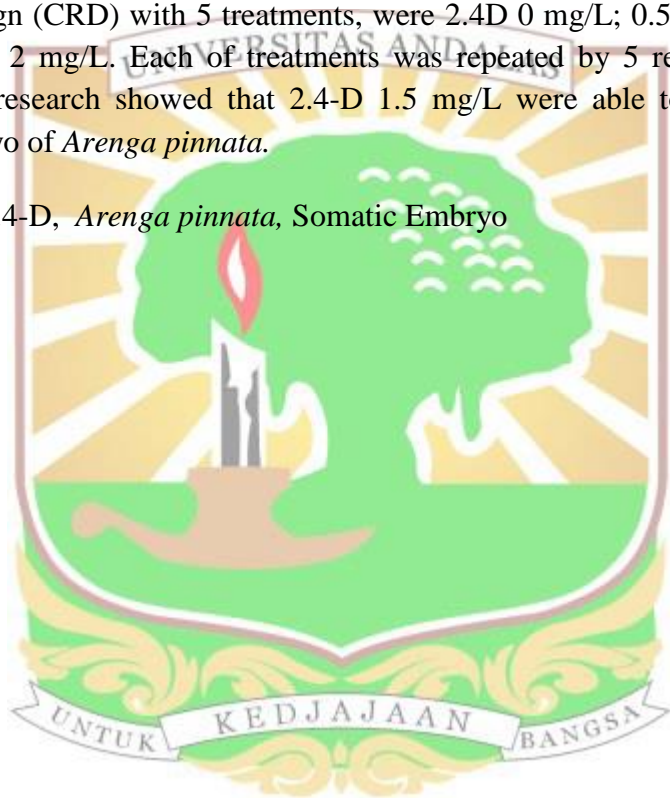 gn (CRD) with 5 treatments, were 2.4D 0 mg/L; 0.5
2 mg/L. Each of treatments was repeated by 5 re
UNIVERSITAS ANDALAS
research showed that 2.4-D 1.5 mg/L were able t
o of Arenga pinnata.
4-D, Arenga pinnata, Somatic Embryo
UNTUK KEDJAJAAN BANGSA